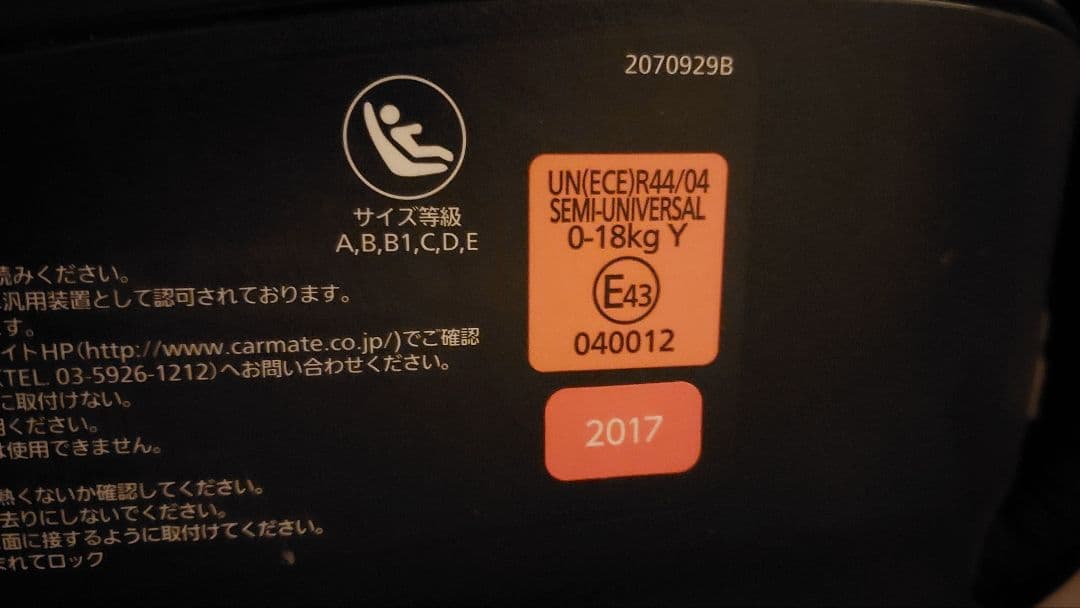 2070929B
サイズ等級
A,B,B1,C,D,E
UN(ECE)R44/04
SEMI-UNIVERSAL
0-18kg Y
E43
040012
2017
読みください。
汎用装置として認可されております。
す。
イトHP(http://www.carmate.co.jp/)でご確認
(TEL. 03-5926-1212)へお問い合わせください。
に取付けない。
ください。
は使用できません。
熱くないか確認してください。
去りにしないでください。
面に接するように取付けてください。
まれてロック